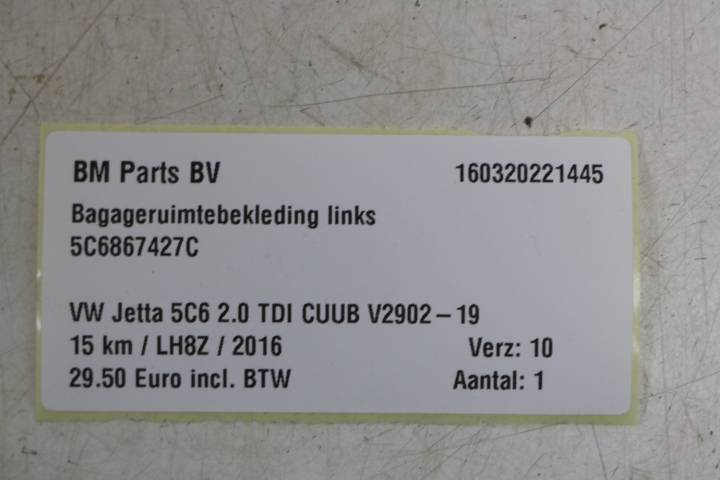 BM Parts BV 160320221445
Bagageruimtebekleding links
5C6867427C
VW Jetta 5C6 2.0 TDI CUUB V2902-19
15 km / LH8Z / 2016 Verz: 10
29.50 Euro incl. BTW Aantal: 1